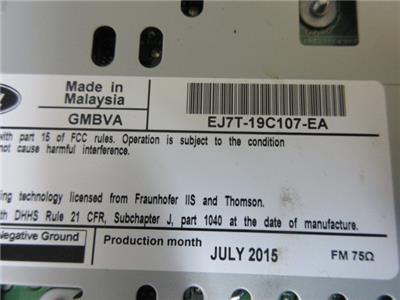 Made in
Malaysia
GMBVA
EJ7T-19C107-EA
with part 15 of FCC rules. Operation is subject to the condition
not cause harmful interference.
technology licensed from Fraunhofer IIS and Thomson.
DHHS Rule 21 CFR, Subchapter J, part 1040 at the date of manufacture.
Negative Ground
Production month
JULY 2015
FM 75Ω